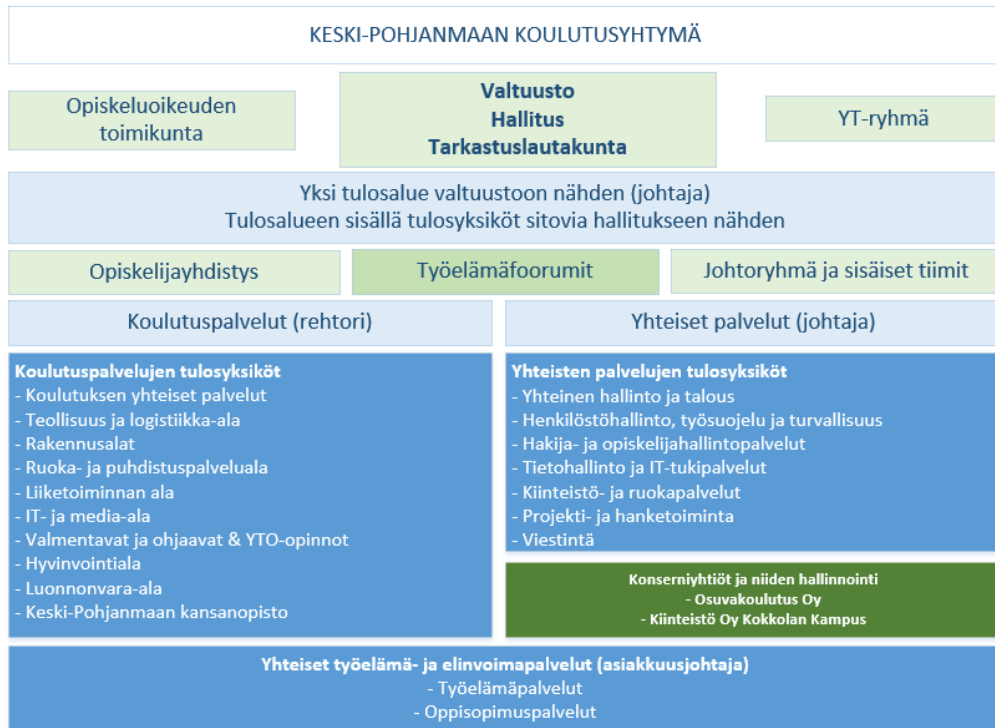 KESKI-POHJANMAAN KOULUTUSYHTYMÄ
Opiskeluoikeuden
toimikunta
Valtuusto
Hallitus
Tarkastuslautakunta
YT-ryhmä
Yksi tulosalue valtuustoon nähden (johtaja)
Tulosalueen sisällä tulosyksiköt sitovia hallitukseen nähden
Opiskelijayhdistys
Työelämäfoorumit
Johtoryhmä ja sisäiset tiimit
Koulutuspalvelut (rehtori)
Yhteiset palvelut (johtaja)
Koulutuspalvelujen tulosyksiköt
- Koulutuksen yhteiset palvelut
- Teollisuus ja logistiikka-ala
- Rakennusalat
- Ruoka- ja puhdistuspalveluala
- Liiketoiminnan ala
- IT- ja media-ala
- Valmentavat ja ohjaavat & YTO-opinnot
- Hyvinvointiala
- Luonnonvara-ala
- Keski-Pohjanmaan kansanopisto
Yhteisten palvelujen tulosyksiköt
- Yhteinen hallinto ja talous
- Henkilöstöhallinto, työsuojelu ja turvallisuus
- Hakija- ja opiskelijahallintopalvelut
- Tietohallinto ja IT-tukipalvelut
- Kiinteistö- ja ruokapalvelut
- Projekti- ja hanketoiminta
- Viestintä
Konserniyhtiöt ja niiden hallinnointi
- Osuvakoulutus Oy
- Kiinteistö Oy Kokkolan Kampus
Yhteiset työelämä- ja elinvoimapalvelut (asiakkuusjohtaja)
- Työelämäpalvelut
- Oppisopimuspalvelut